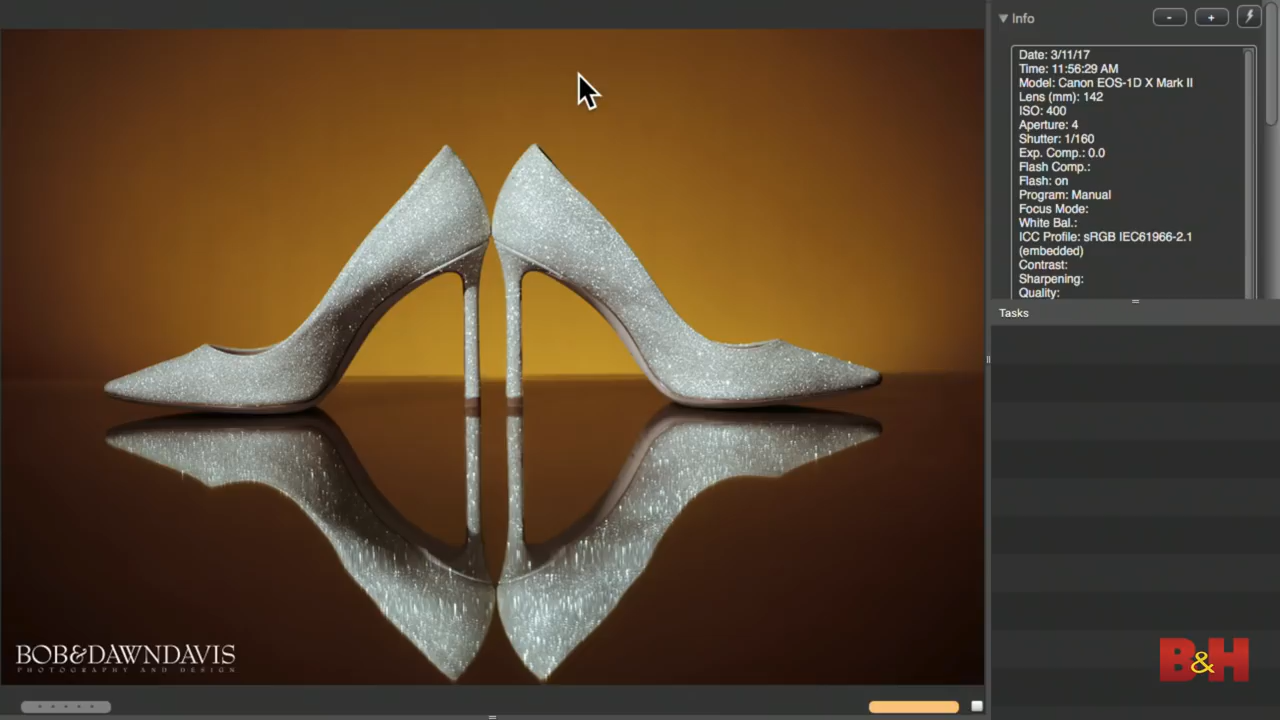 Info
- +
Date: 3/11/17
Time: 11:56:29 AM
Model: Canon EOS-1D X Mark II
Lens (mm): 142
ISO: 400
Aperture: 4
Shutter: 1/160
Exp. Comp.: 0.0
Flash Comp.:
Flash: on
Program: Manual
Focus Mode:
White Bal.:
ICC Profile: sRGB IEC61966-2.1
(embedded)
Contrast:
Sharpening:
Quality:
Tasks
BOB&DAWNDAVIS
PHOTOGRAPHY AND DESIGN
B&H